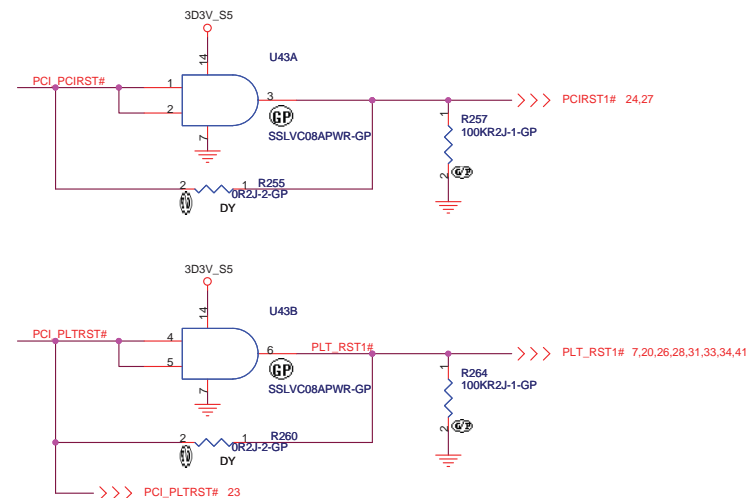 3D3V_S5
14
U43A
PCI_PCIRST#
1
2
3
PCIRST1# 24,27
GP
SSLVC08APWR-GP
7
1
R257
100KR2J-1-GP
2
G/P
2
1
R255
0R2J-2-GP
DY
3D3V_S5
14
U43B
PCI_PLTRST#
4
5
6
PLT_RST1#
PLT_RST1# 7,20,26,28,31,33,34,41
GP
SSLVC08APWR-GP
7
1
R264
100KR2J-1-GP
2
G/P
2
1
R260
0R2J-2-GP
DY
PCI_PLTRST# 23